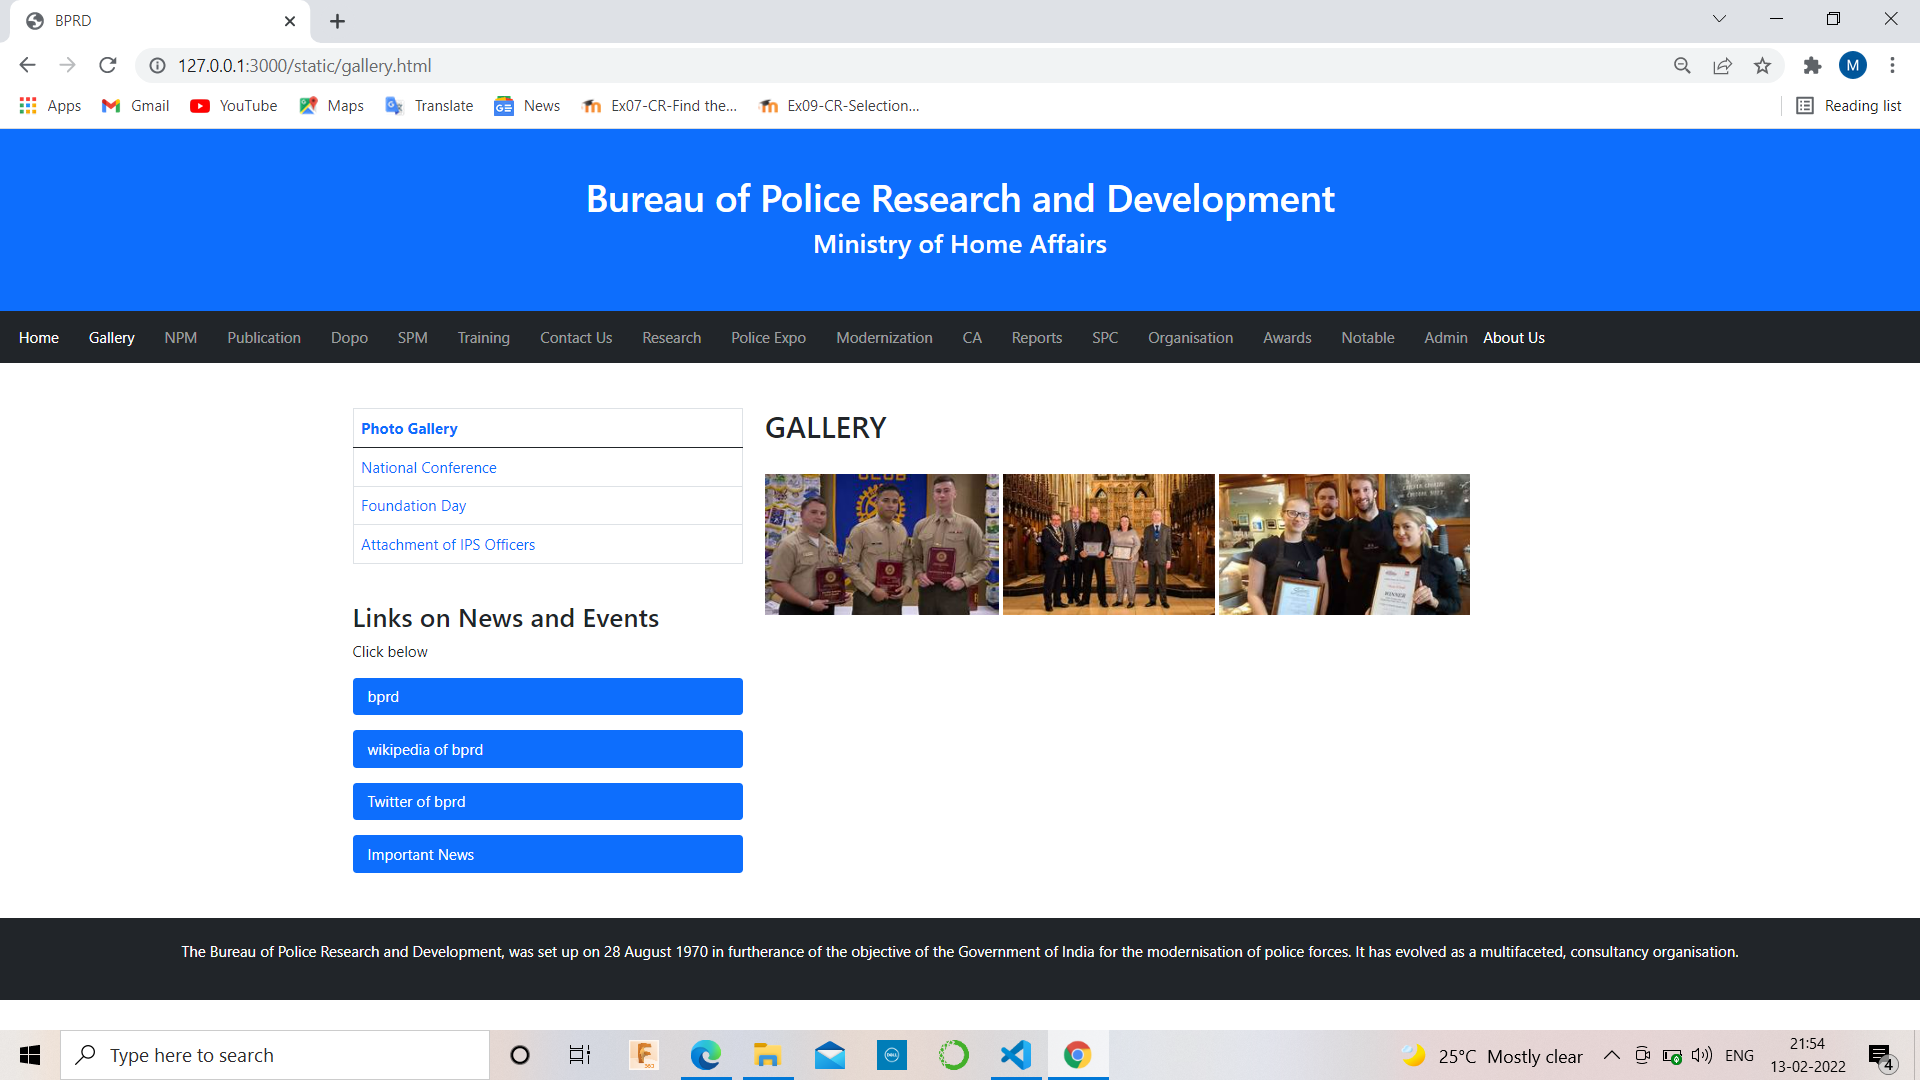 BPRD
127.0.0.1:3000/static/gallery.html
M
Apps Gmail YouTube Maps Translate News Ex07-CR-Find the... Ex09-CR-Selection... Reading list
Bureau of Police Research and Development
Ministry of Home Affairs
Home Gallery NPM Publication Dopo SPM Training Contact Us Research Police Expo Modernization CA Reports SPC Organisation Awards Notable Admin About Us
Photo Gallery
National Conference
Foundation Day
Attachment of IPS Officers
GALLERY
WINNER
Links on News and Events
Click below
bprd
wikipedia of bprd
Twitter of bprd
Important News
The Bureau of Police Research and Development, was set up on 28 August 1970 in furtherance of the objective of the Government of India for the modernisation of police forces. It has evolved as a multifaceted, consultancy organisation.
Type here to search
25°C Mostly clear
ENG
21:54
13-02-2022
4